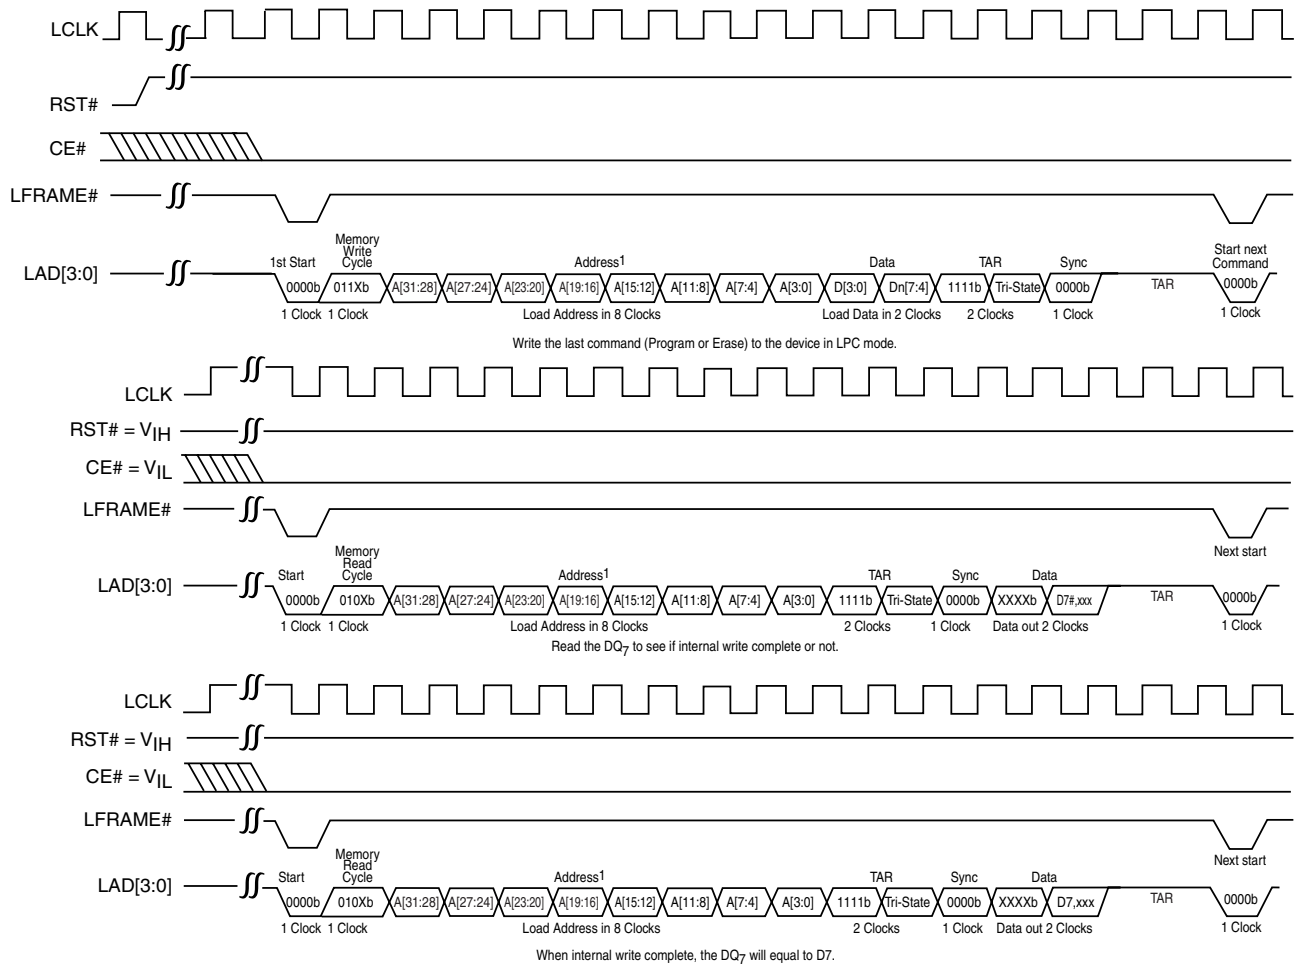 LCLK
RST#
CE#
LFRAME#
LAD[3:0]
1st Start
Memory
Write
Cycle
Address1
Data
TAR
Sync
Start next
Command
0000b 011Xb A[31:28] A[27:24] A[23:20] A[19:16] A[15:12] A[11:8] A[7:4] A[3:0] D[3:0] Dn[7:4] 1111b Tri-State 0000b TAR 0000b
1 Clock 1 Clock Load Address in 8 Clocks Load Data in 2 Clocks 2 Clocks 1 Clock 1 Clock
Write the last command (Program or Erase) to the device in LPC mode.
LCLK
RST# = VIH
CE# = VIL
LFRAME#
Next start
LAD[3:0]
Start
Memory
Read
Cycle
Address1
TAR
Sync
Data
0000b 010Xb A[31:28] A[27:24] A[23:20] A[19:16] A[15:12] A[11:8] A[7:4] A[3:0] 1111b Tri-State 0000b XXXXb D7#,xxx TAR 0000b
1 Clock 1 Clock Load Address in 8 Clocks 2 Clocks 1 Clock Data out 2 Clocks 1 Clock
Read the DQ7 to see if internal write complete or not.
LCLK
RST# = VIH
CE# = VIL
LFRAME#
Next start
LAD[3:0]
Start
Memory
Read
Cycle
Address1
TAR
Sync
Data
0000b 010Xb A[31:28] A[27:24] A[23:20] A[19:16] A[15:12] A[11:8] A[7:4] A[3:0] 1111b Tri-State 0000b XXXXb D7,xxx TAR 0000b
1 Clock 1 Clock Load Address in 8 Clocks 2 Clocks 1 Clock Data out 2 Clocks 1 Clock
When internal write complete, the DQ7 will equal to D7.